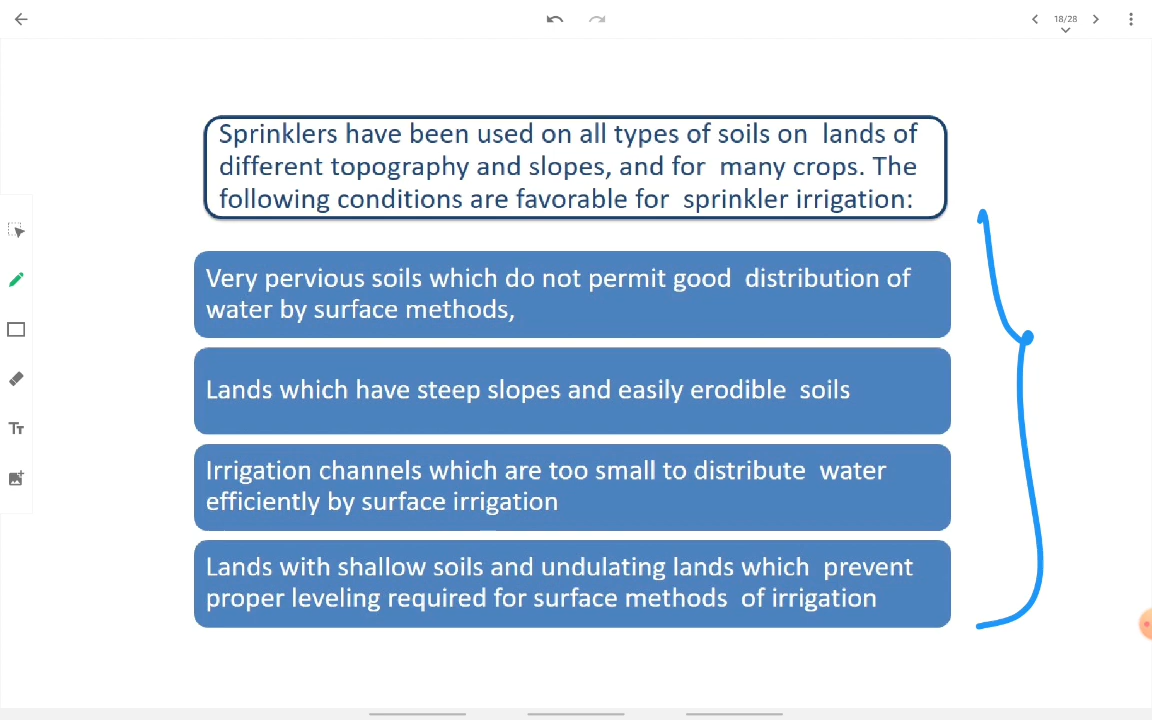 18/28
Sprinklers have been used on all types of soils on lands of
different topography and slopes, and for many crops. The
following conditions are favorable for sprinkler irrigation:
Very pervious soils which do not permit good distribution of
water by surface methods,
Lands which have steep slopes and easily erodible soils
Irrigation channels which are too small to distribute water
efficiently by surface irrigation
Lands with shallow soils and undulating lands which prevent
proper leveling required for surface methods of irrigation
TT